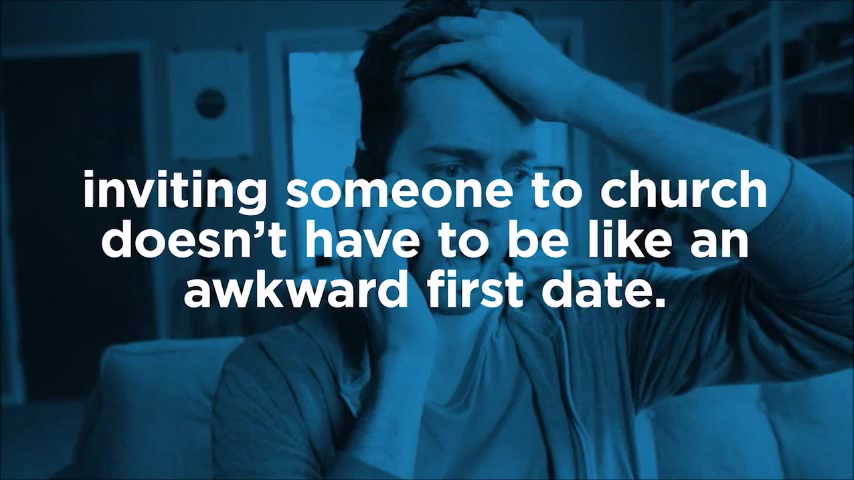 inviting someone to church
doesn’t have to be like an
awkward first date.